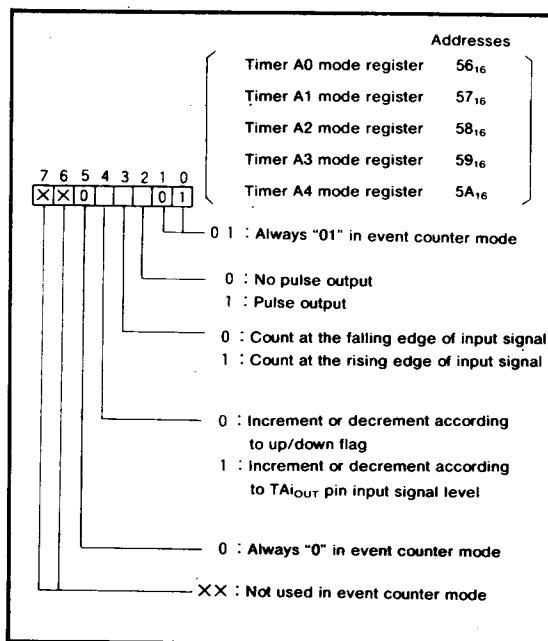 Addresses
Timer A0 mode register 56₁₆
Timer A1 mode register 57₁₆
Timer A2 mode register 58₁₆
Timer A3 mode register 59₁₆
Timer A4 mode register 5A₁₆
7 6 5 4 3 2 1 0
× × 0 0 1
0 1 : Always "01" in event counter mode
0 : No pulse output
1 : Pulse output
0 : Count at the falling edge of input signal
1 : Count at the rising edge of input signal
0 : Increment or decrement according
to up/down flag
1 : Increment or decrement according
to TAiOUT pin input signal level
0 : Always "0" in event counter mode
×× : Not used in event counter mode